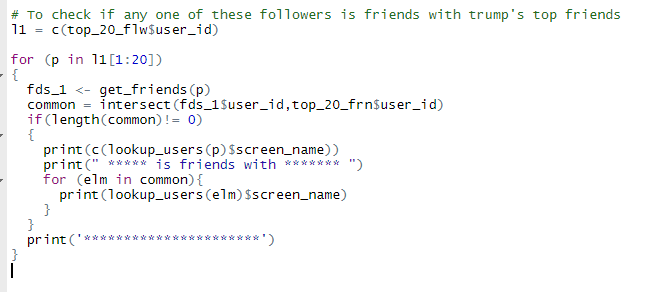 # To check if any one of these followers is friends with trump's top friends
l1 = c(top_20_flw$user_id)
for (p in l1[1:20])
{
fds_1 <- get_friends(p)
common = intersect(fds_1$user_id,top_20_frn$user_id)
if(length(common)!= 0)
{
print(c(lookup_users(p)$screen_name))
print(" ***** is friends with ******* ")
for (elm in common){
print(lookup_users(elm)$screen_name)
}
}
print('**********************')
}